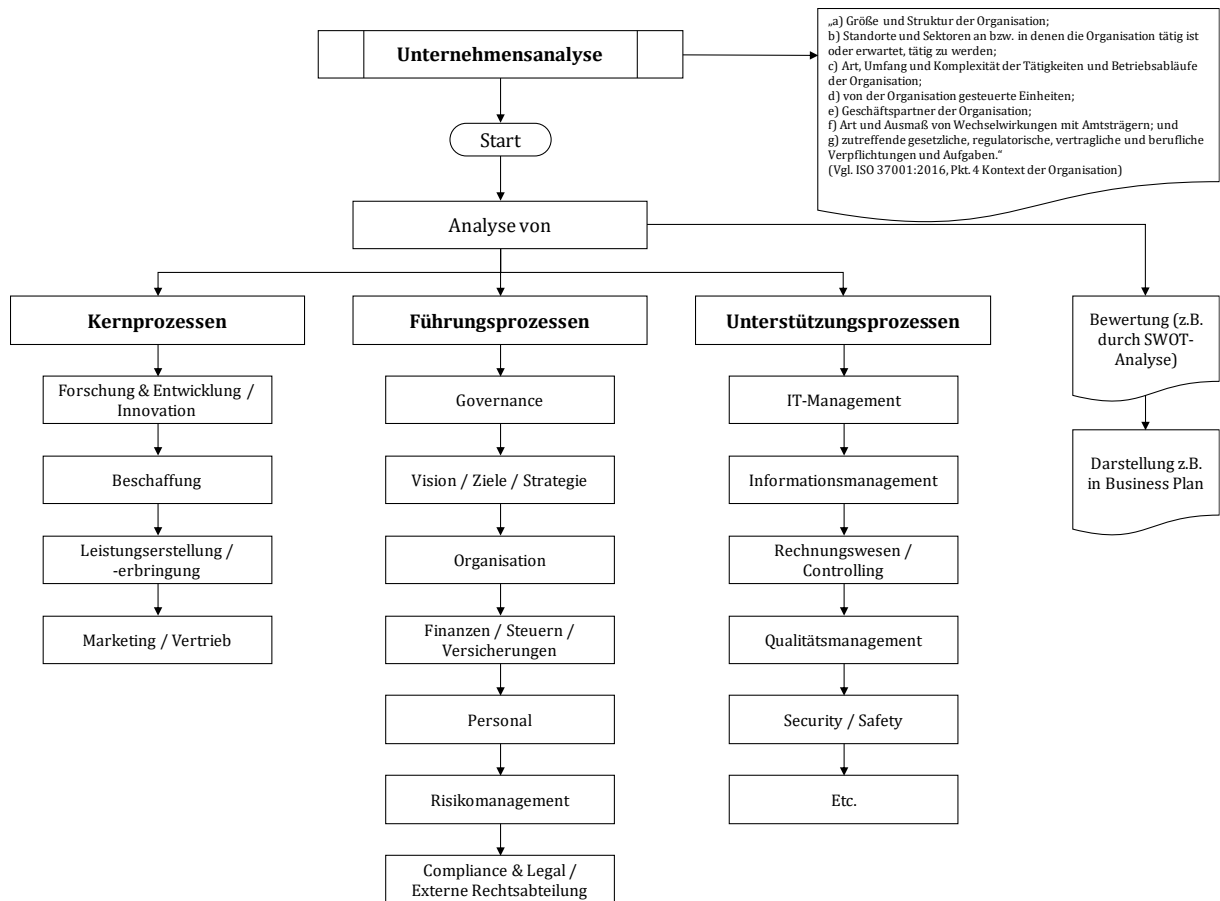 Unternehmensanalyse
„a) Größe und Struktur der Organisation;
b) Standorte und Sektoren an bzw. in denen die Organisation tätig ist
oder erwartet, tätig zu werden;
c) Art, Umfang und Komplexität der Tätigkeiten und Betriebsabläufe
der Organisation;
d) von der Organisation gesteuerte Einheiten;
e) Geschäftspartner der Organisation;
f) Art und Ausmaß von Wechselwirkungen mit Amtsträgern; und
g) zutreffende gesetzliche, regulatorische, vertragliche und berufliche
Verpflichtungen und Aufgaben.“
(Vgl. ISO 37001:2016, Pkt. 4 Kontext der Organisation)
Start
Analyse von
Kernprozessen
Forschung & Entwicklung /
Innovation
Beschaffung
Leistungserstellung /
-erbringung
Marketing / Vertrieb
Führungsprozessen
Governance
Vision / Ziele / Strategie
Organisation
Finanzen / Steuern /
Versicherungen
Personal
Risikomanagement
Compliance & Legal /
Externe Rechtsabteilung
Unterstützungsprozessen
IT-Management
Informationsmanagement
Rechnungswesen /
Controlling
Qualitätsmanagement
Security / Safety
Etc.
Bewertung (z.B.
durch SWOT-
Analyse)
Darstellung z.B.
in Business Plan